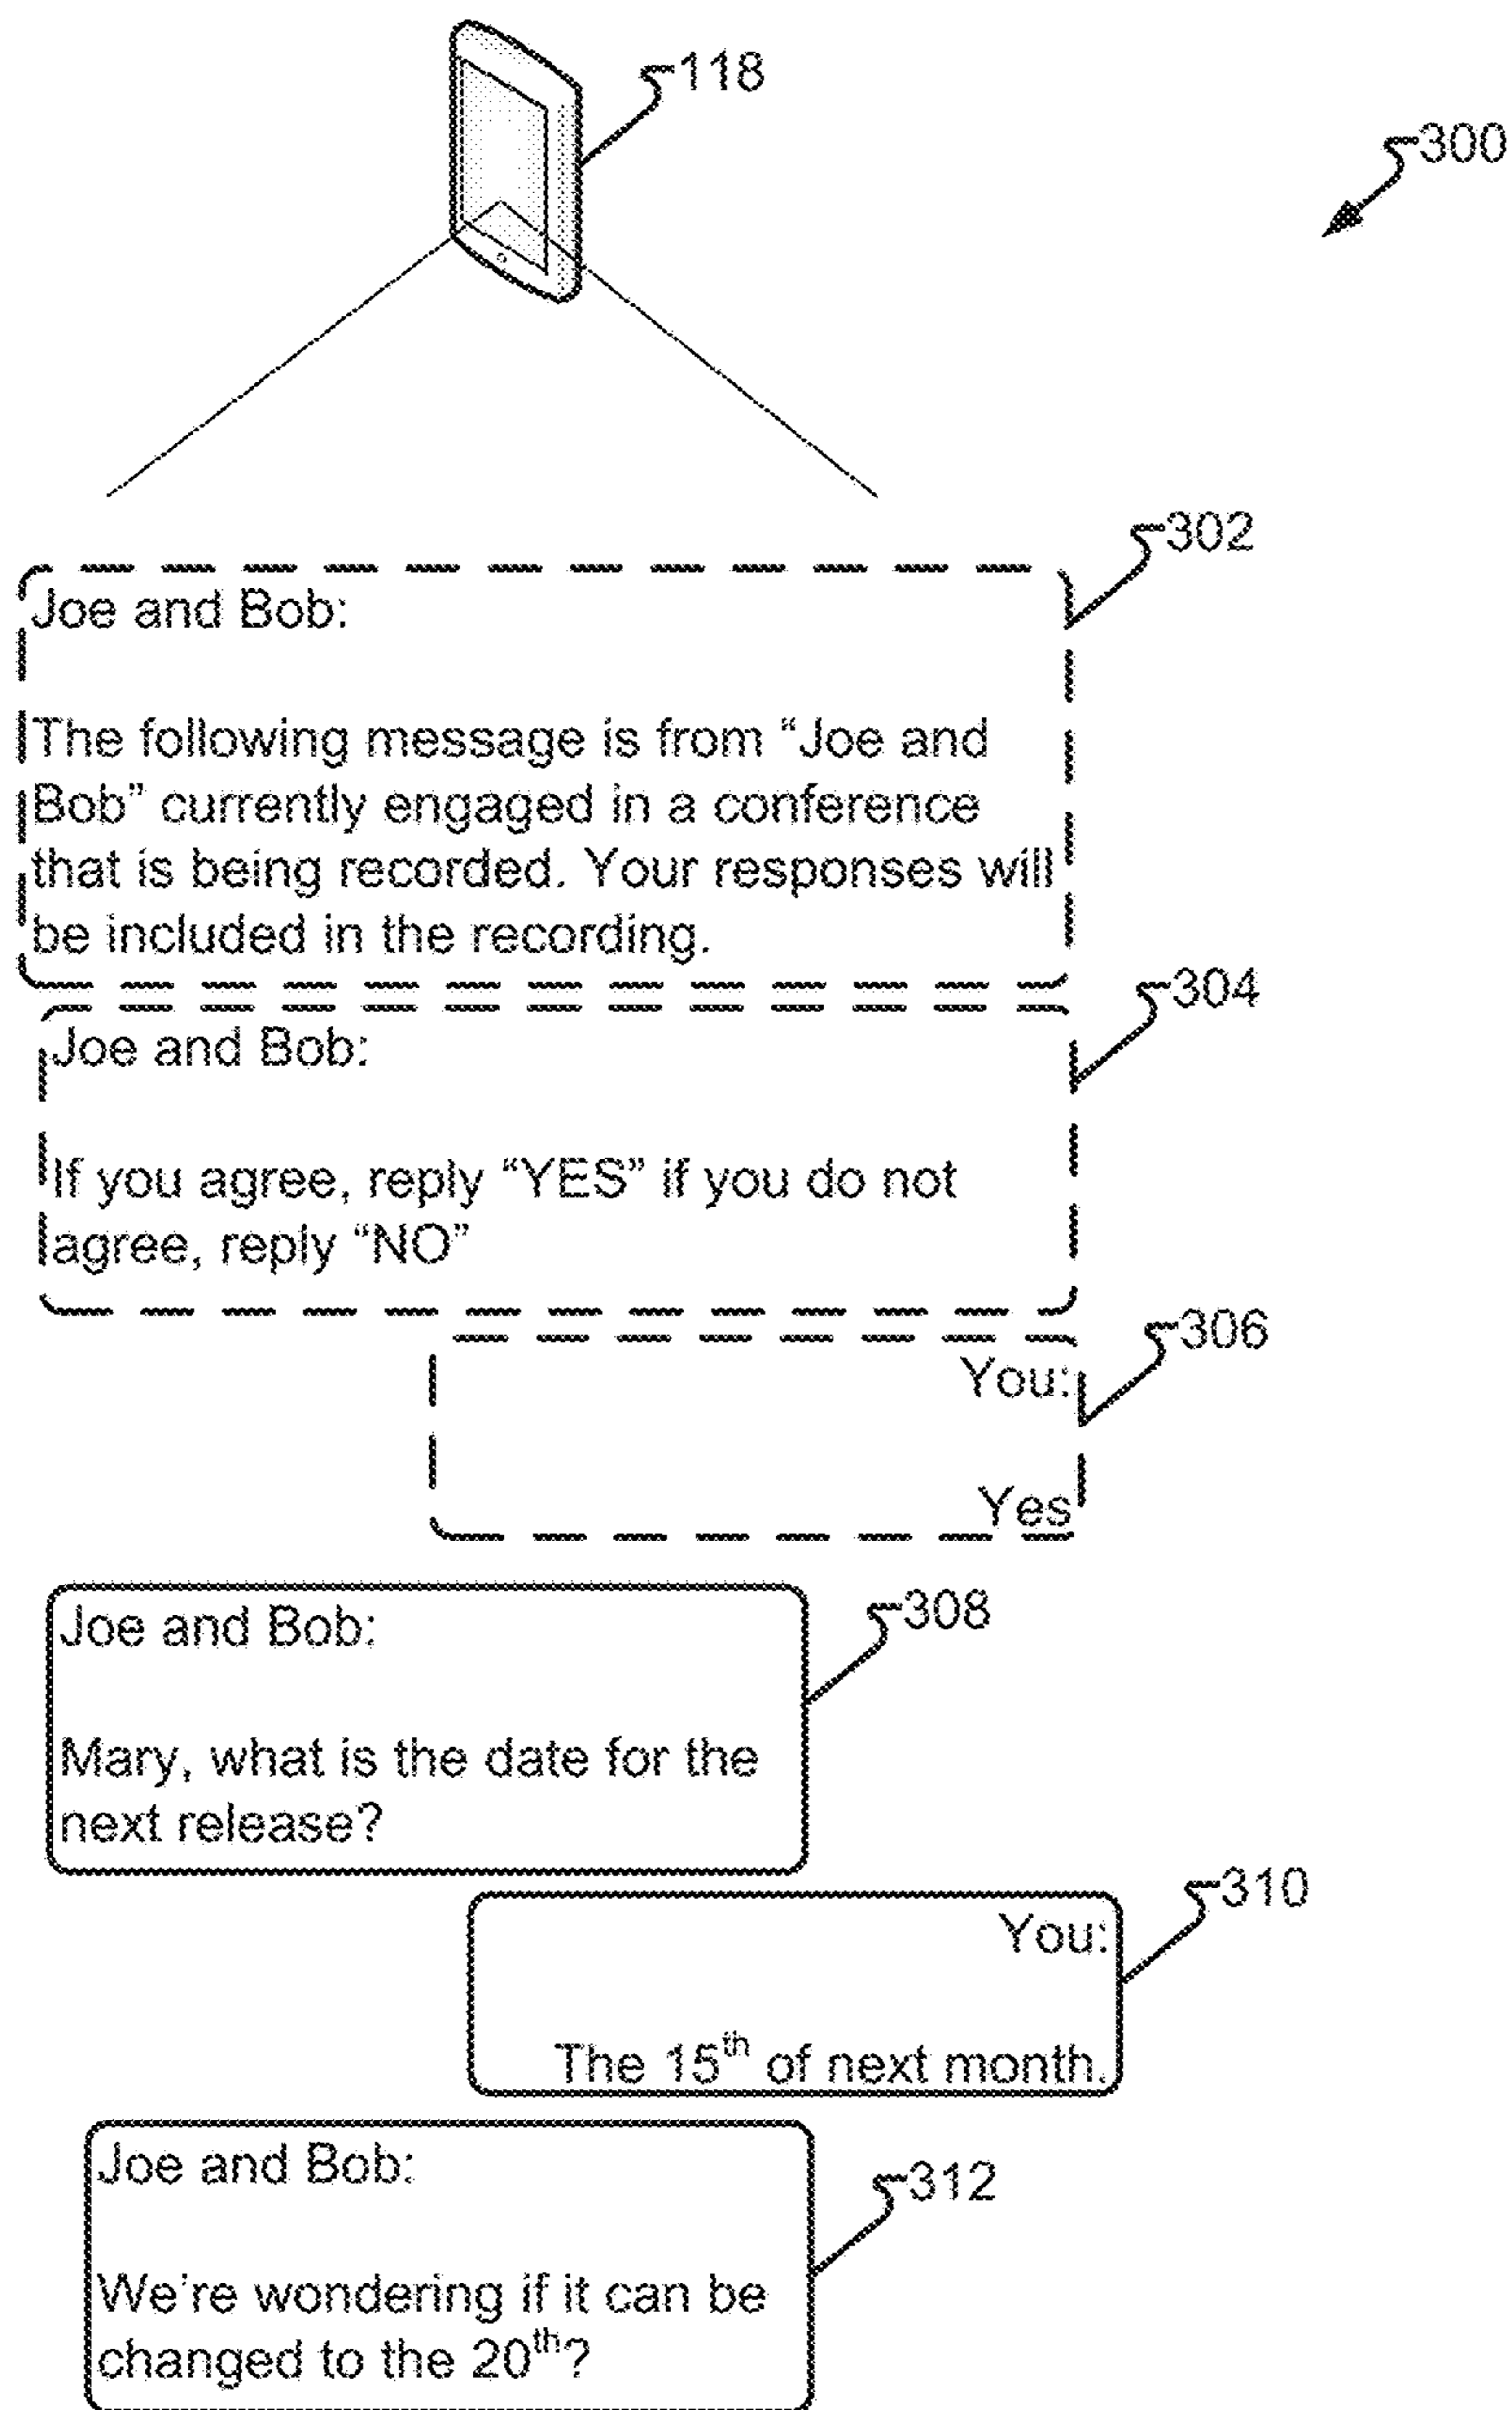 118
300
302
Joe and Bob:
The following message is from “Joe and
Bob” currently engaged in a conference
that is being recorded. Your responses will
be included in the recording.
304
Joe and Bob:
If you agree, reply “YES” if you do not
agree, reply “NO”
306
You:
Yes
308
Joe and Bob:
Mary, what is the date for the
next release?
310
You:
The 15th of next month.
312
Joe and Bob:
We’re wondering if it can be
changed to the 20th?